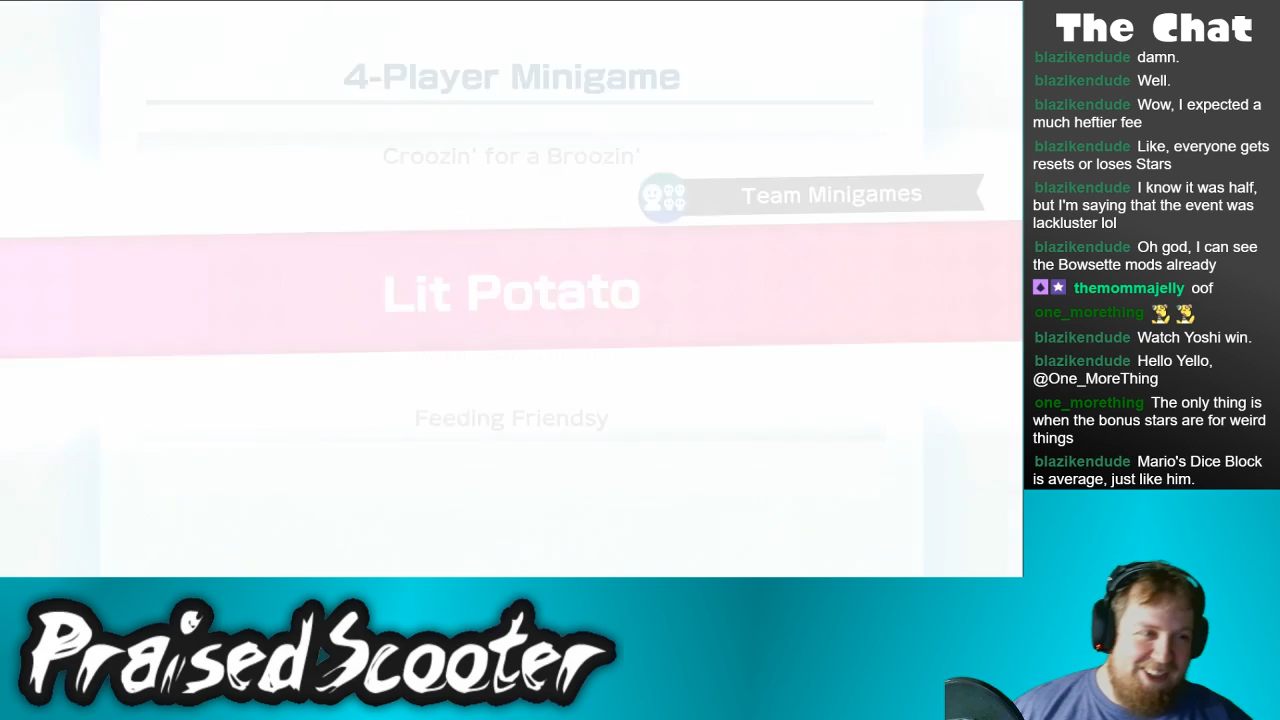 4-Player Minigame
Croozin' for a Broozin'
Team Minigames
Lit Potato
Feeding Friendsy
The Chat
blazikendude damn.
blazikendude Well.
blazikendude Wow, I expected a
much heftier fee
blazikendude Like, everyone gets
resets or loses Stars
blazikendude I know it was half,
but I'm saying that the event was
lackluster lol
blazikendude Oh god, I can see
the Bowsette mods already
themommajelly oof
one_morething
blazikendude Watch Yoshi win.
blazikendude Hello Yello,
@One_MoreThing
one_morething The only thing is
when the bonus stars are for weird
things
blazikendude Mario's Dice Block
is average, just like him.
PraisedScooter